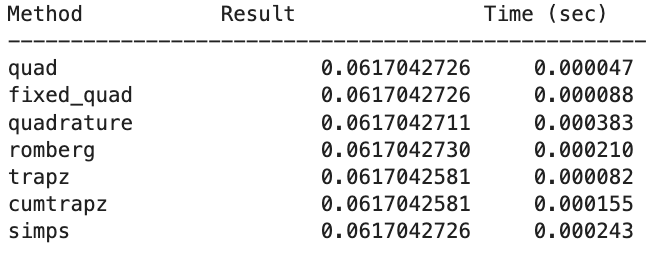 Method Result Time (sec)
----------------------------------------------------
quad 0.0617042726 0.000047
fixed_quad 0.0617042726 0.000088
quadrature 0.0617042711 0.000383
romberg 0.0617042730 0.000210
trapz 0.0617042581 0.000082
cumtrapz 0.0617042581 0.000155
simps 0.0617042726 0.000243